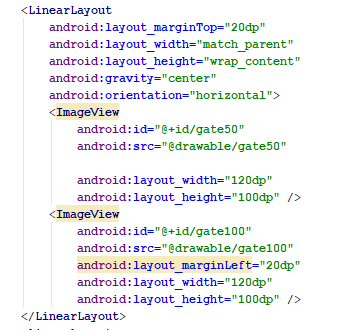 <LinearLayout
android:layout_marginTop="20dp"
android:layout_width="match_parent"
android:layout_height="wrap_content"
android:gravity="center"
android:orientation="horizontal">
<ImageView
android:id="@+id/gate50"
android:src="@drawable/gate50"
android:layout_width="120dp"
android:layout_height="100dp" />
<ImageView
android:id="@+id/gate100"
android:src="@drawable/gate100"
android:layout_marginLeft="20dp"
android:layout_width="120dp"
android:layout_height="100dp" />
</LinearLayout>